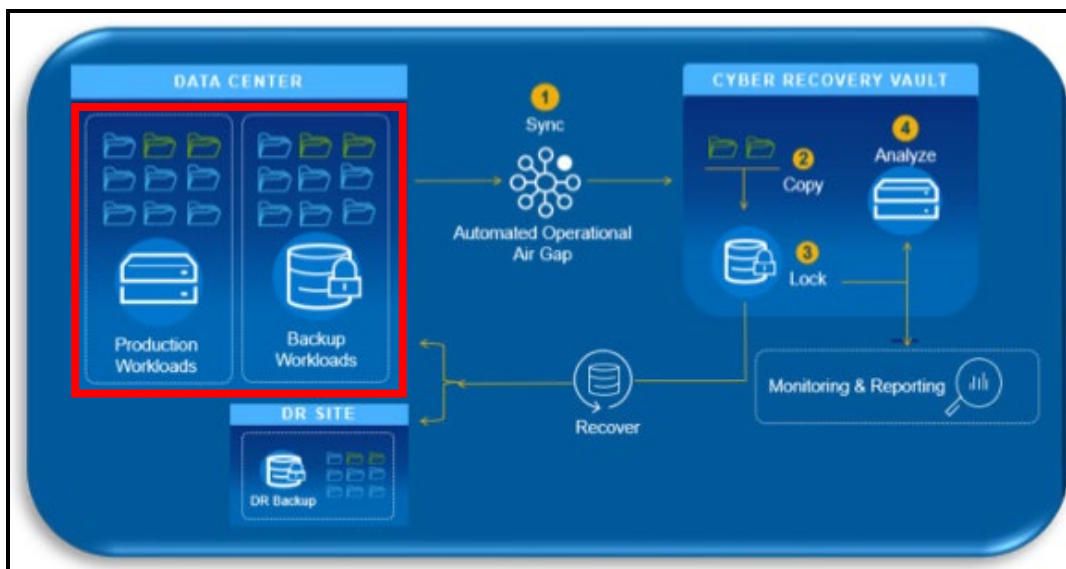 DATA CENTER
Production
Workloads
Backup
Workloads
1
Sync
Automated Operational
Air Gap
CYBER RECOVERY VAULT
2
Copy
3
Lock
4
Analyze
Monitoring & Reporting
Recover
DR SITE
DR Backup